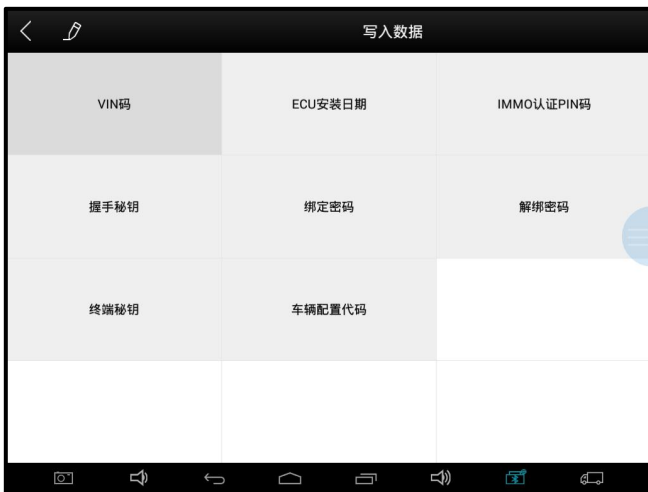 写入数据
VIN码
ECU安装日期
IMMO认证PIN码
握手秘钥
绑定密码
解绑密码
终端秘钥
车辆配置代码